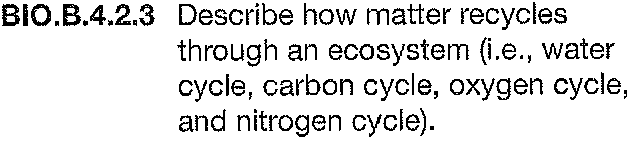 BIO.B.4.2.3 Describe how matter recycles
through an ecosystem (i.e., water
cycle, carbon cycle, oxygen cycle,
and nitrogen cycle).